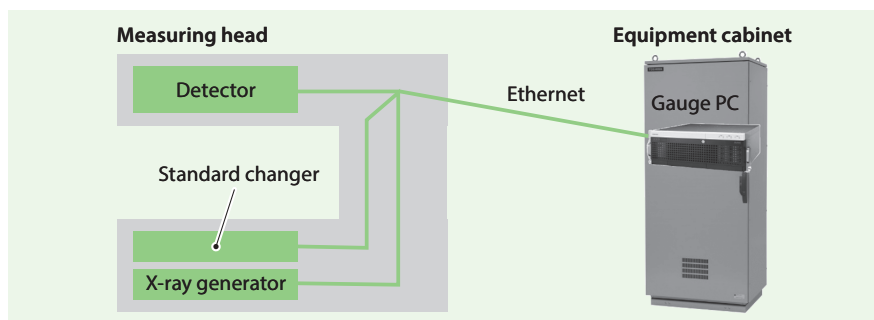 Measuring head
Equipment cabinet
Detector
Ethernet
Gauge PC
Standard changer
X-ray generator